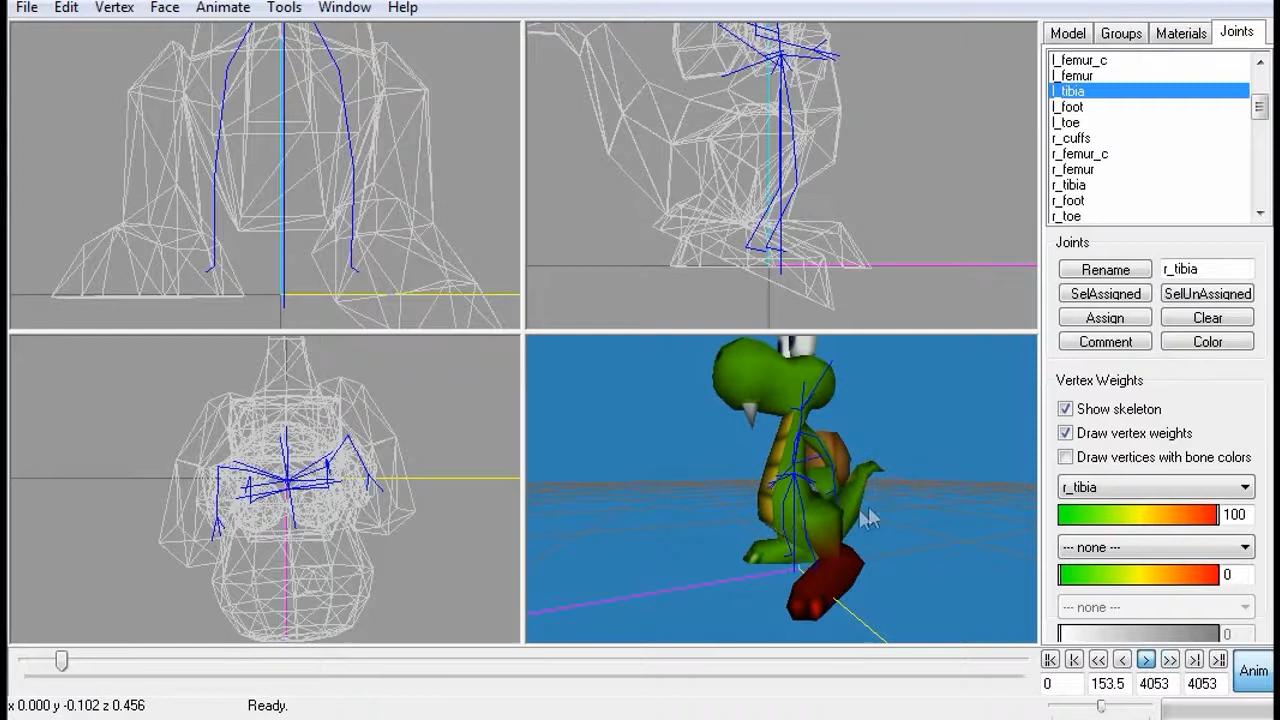 File Edit Vertex Face Animate Tools Window Help
Model Groups Materials Joints
l_femur_c
l_femur
l_tibia
l_foot
l_toe
r_cuffs
r_femur_c
r_femur
r_tibia
r_foot
r_toe
Joints
Rename r_tibia
SelAssigned SelUnAssigned
Assign Clear
Comment Color
Vertex Weights
Show skeleton
Draw vertex weights
Draw vertices with bone colors
r_tibia
100
--- none ---
0
--- none ---
0
|< |< << < > >> >| >||
0 153.5 4053 4053 Anim
x 0.000 y -0.102 z 0.456 Ready.